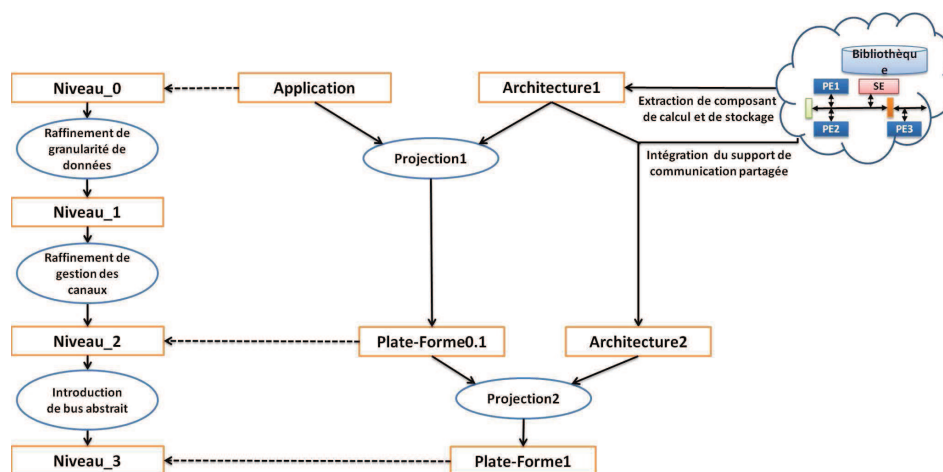 Niveau_0
Application
Architecture1
Bibliothèqu
e
PE1
SE
PE2
PE3
Extraction de composant
de calcul et de stockage
Raffinement de
granularité de
données
Projection1
Intégration du support de
communication partagée
Niveau_1
Raffinement de
gestion des
canaux
Niveau_2
Plate-Forme0.1
Architecture2
Introduction
de bus abstrait
Projection2
Niveau_3
Plate-Forme1